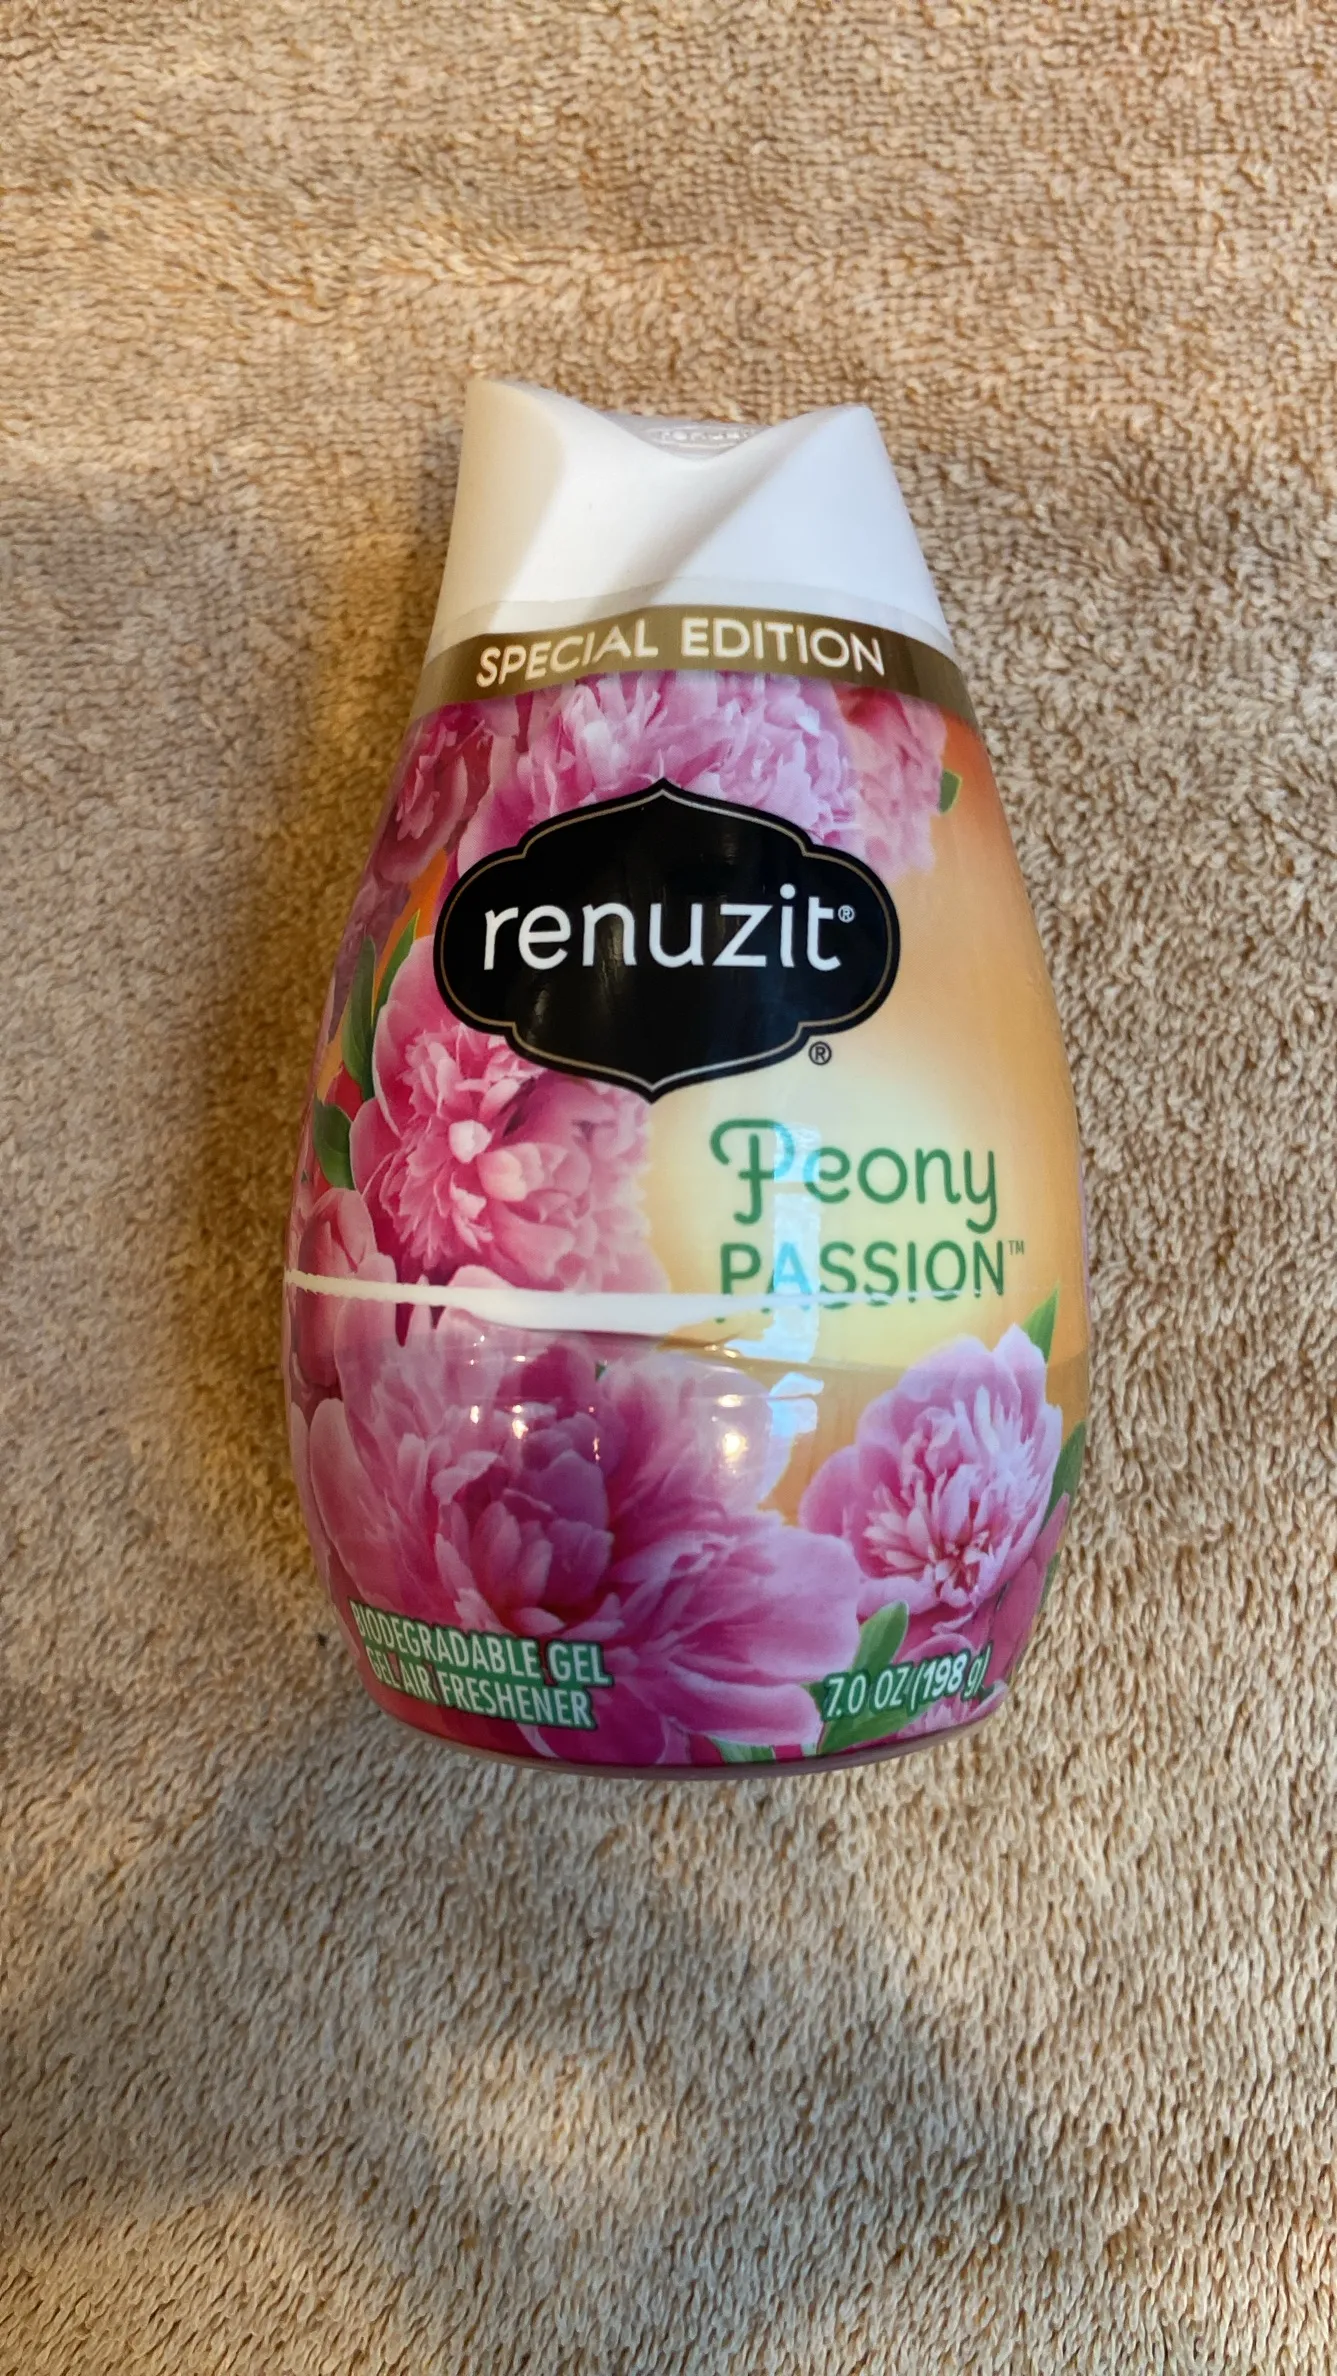 SPECIAL EDITION
renuzit®
®
Peony
PASSION™
BIODEGRADABLE GEL
GEL AIR FRESHENER
7.0 OZ (198 g)